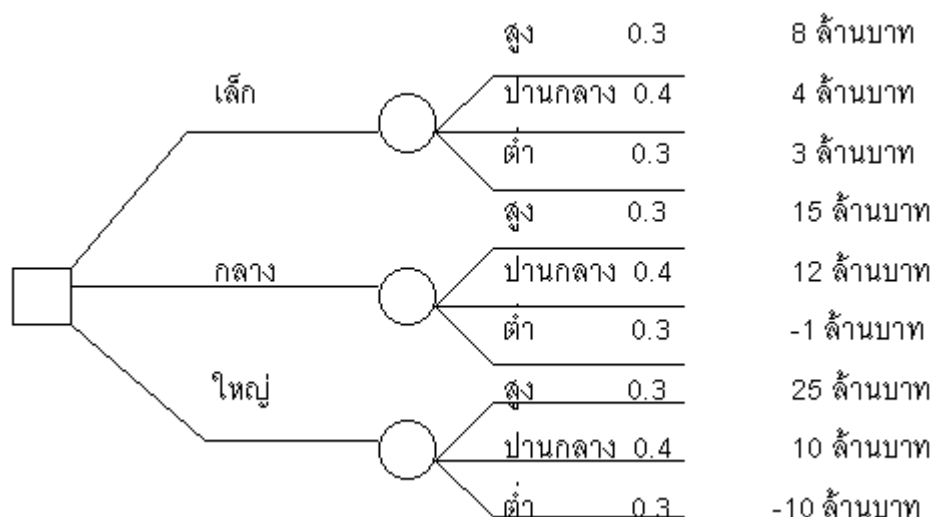 สูง 0.3 8 ล้านบาท
เล็ก ปานกลาง 0.4 4 ล้านบาท
ต่ำ 0.3 3 ล้านบาท
สูง 0.3 15 ล้านบาท
กลาง ปานกลาง 0.4 12 ล้านบาท
ต่ำ 0.3 -1 ล้านบาท
ใหญ่ สูง 0.3 25 ล้านบาท
ปานกลาง 0.4 10 ล้านบาท
ต่ำ 0.3 -10 ล้านบาท